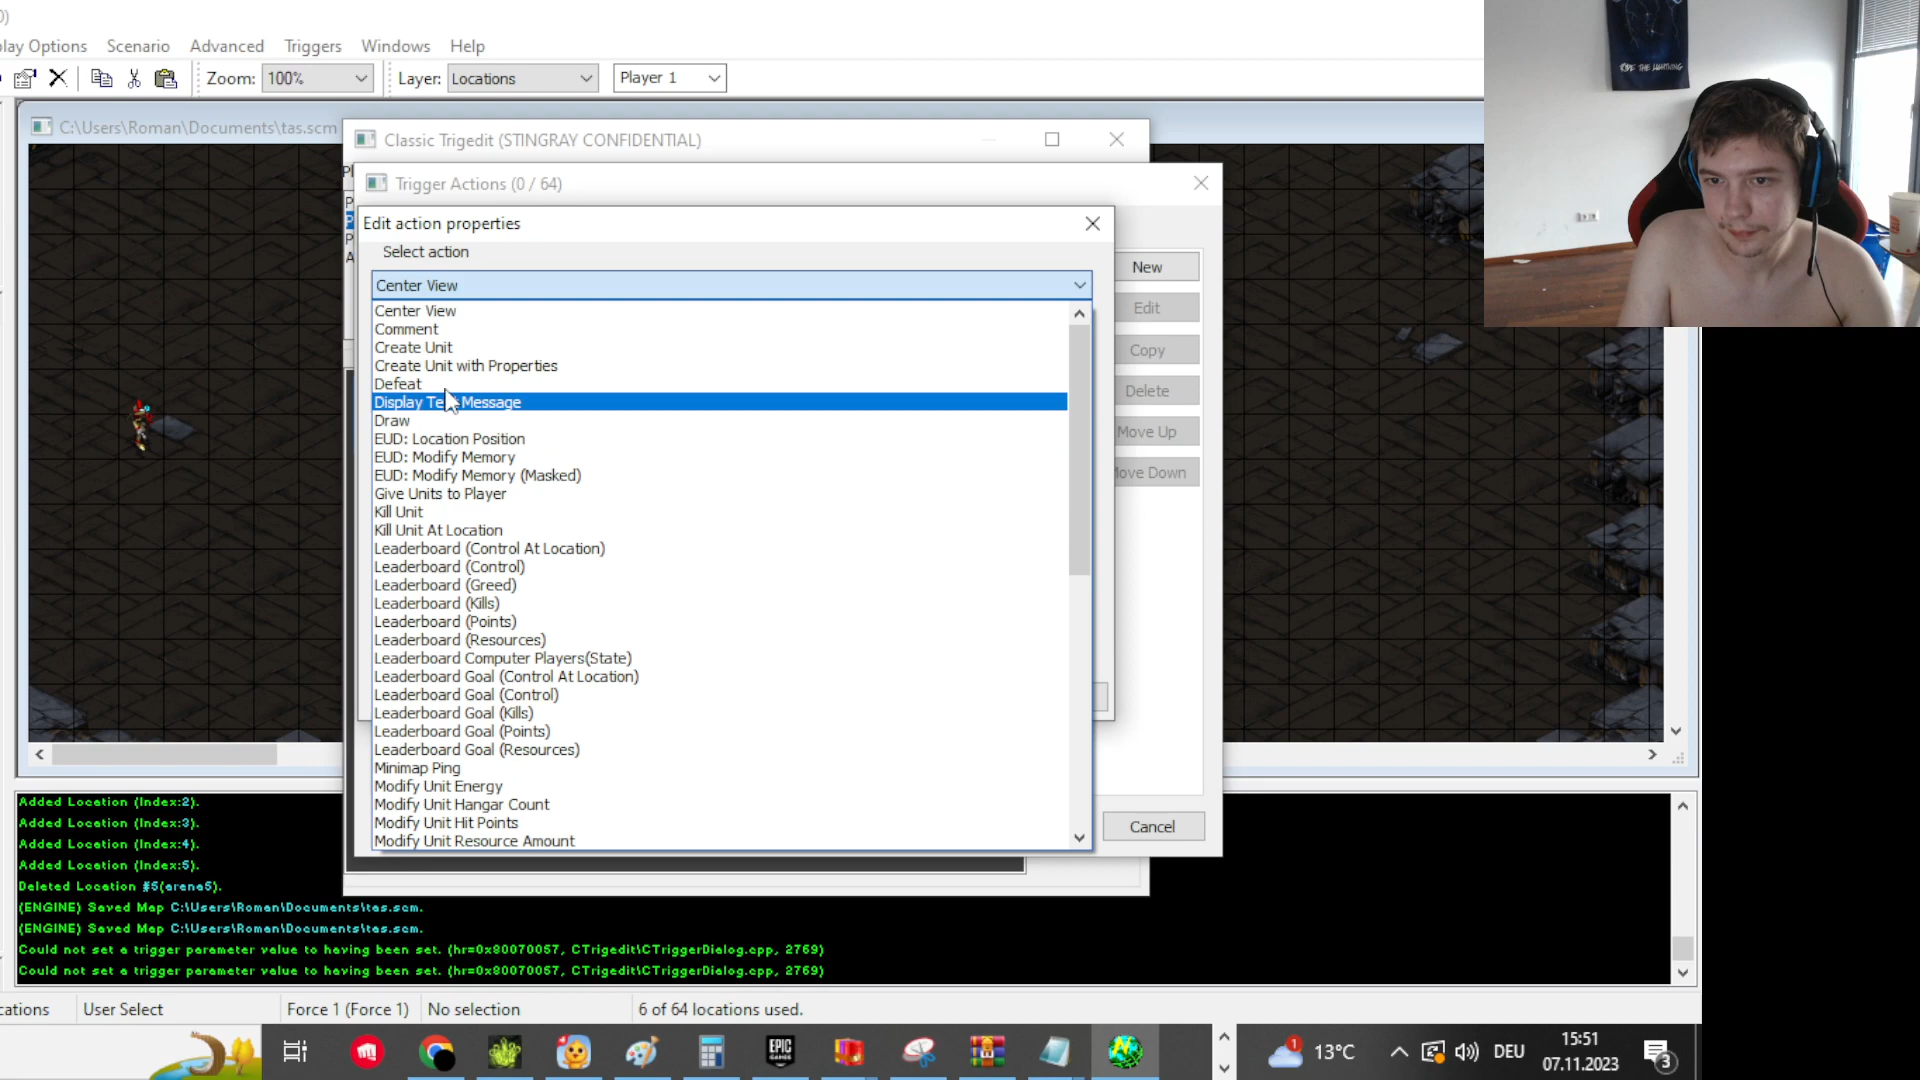 0)
lay Options Scenario Advanced Triggers Windows Help
Zoom: 100% Layer: Locations Player 1
RIDE THE LIGHTNING
C:\Users\Roman\Documents\tas.scm
Classic Trigedit (STINGRAY CONFIDENTIAL)
Pl
Trigger Actions (0 / 64)
P
P
P
A
Edit action properties
Select action
Center View
New
Edit
Copy
Delete
Move Up
Move Down
Center View
Comment
Create Unit
Create Unit with Properties
Defeat
Display Text Message
Draw
EUD: Location Position
EUD: Modify Memory
EUD: Modify Memory (Masked)
Give Units to Player
Kill Unit
Kill Unit At Location
Leaderboard (Control At Location)
Leaderboard (Control)
Leaderboard (Greed)
Leaderboard (Kills)
Leaderboard (Points)
Leaderboard (Resources)
Leaderboard Computer Players(State)
Leaderboard Goal (Control At Location)
Leaderboard Goal (Control)
Leaderboard Goal (Kills)
Leaderboard Goal (Points)
Leaderboard Goal (Resources)
Minimap Ping
Modify Unit Energy
Modify Unit Hangar Count
Modify Unit Hit Points
Modify Unit Resource Amount
Cancel
Added Location (Index:2).
Added Location (Index:3).
Added Location (Index:4).
Added Location (Index:5).
Deleted Location #5(arena5).
(ENGINE) Saved Map C:\Users\Roman\Documents\tas.scm.
(ENGINE) Saved Map C:\Users\Roman\Documents\tas.scm.
Could not set a trigger parameter value to having been set. (hr=0x80070057, CTrigedit\CTriggerDialog.cpp, 2769)
Could not set a trigger parameter value to having been set. (hr=0x80070057, CTrigedit\CTriggerDialog.cpp, 2769)
cations User Select Force 1 (Force 1) No selection 6 of 64 locations used.
EPIC GAMES
1 13°C DEU 15:51
07.11.2023 3